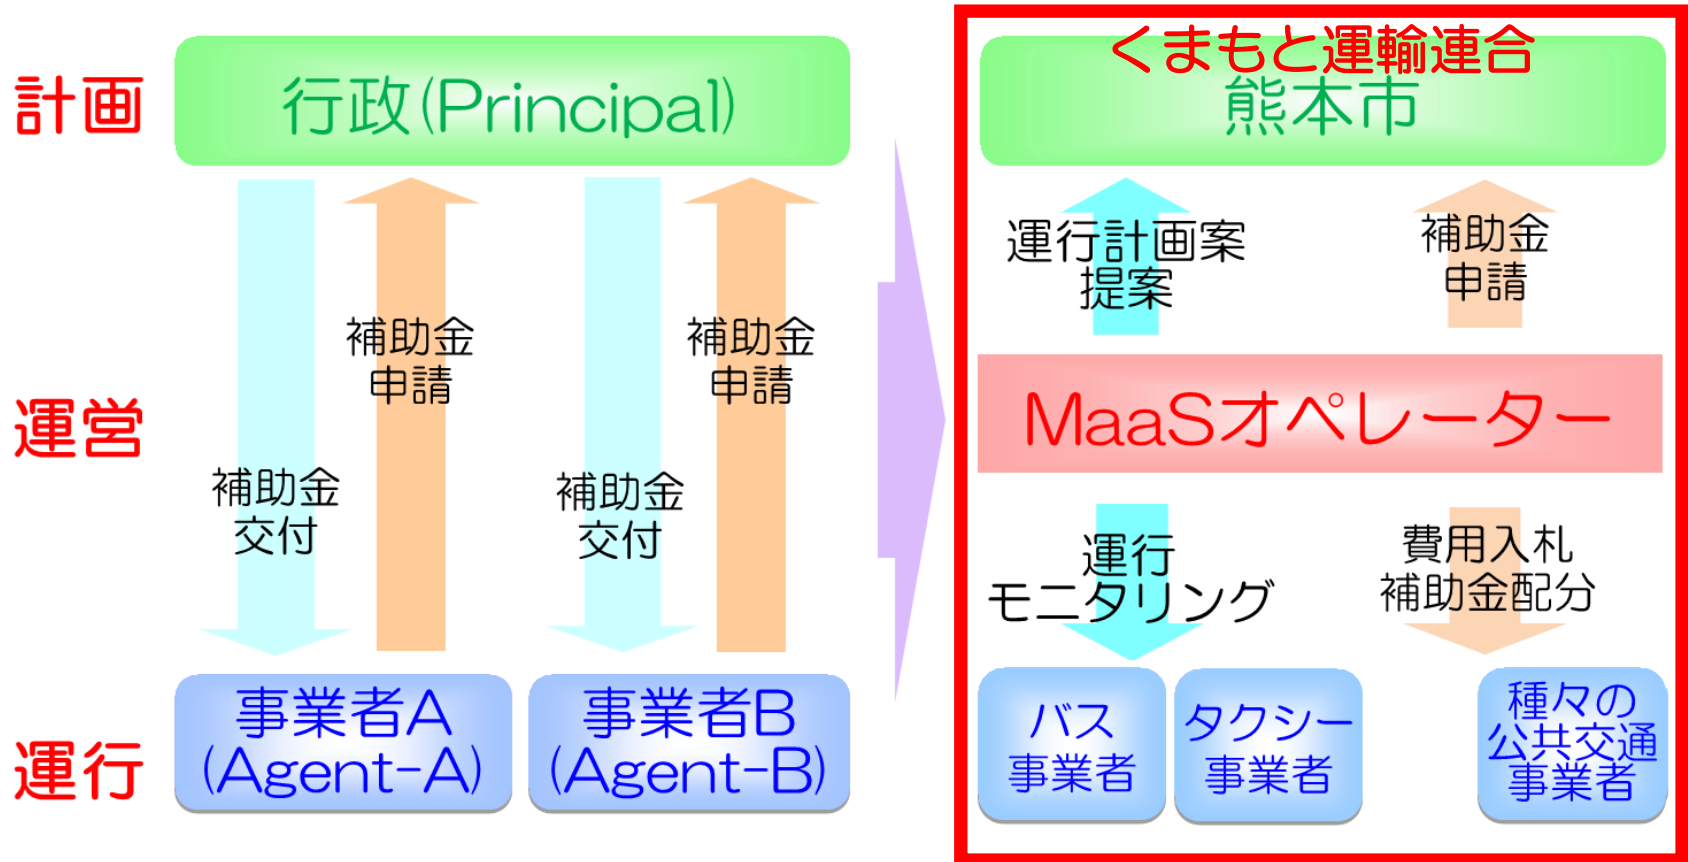 計画
行政(Principal)
補助金
申請
補助金
申請
運営
補助金
交付
補助金
交付
運行
事業者A
(Agent-A)
事業者B
(Agent-B)
くまもと運輸連合
熊本市
運行計画案
提案
補助金
申請
MaaSオペレーター
運行
モニタリング
費用入札
補助金配分
バス
事業者
タクシー
事業者
種々の
公共交通
事業者